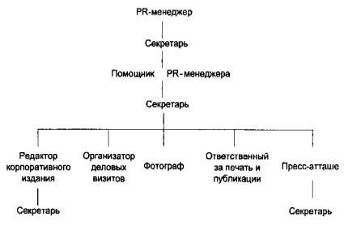 PR-менеджер
Секретарь
Помощник PR-менеджера
Секретарь
Редактор корпоративного издания
Организатор деловых визитов
Фотограф
Ответственный за печать и публикации
Пресс-атташе
Секретарь
Секретарь